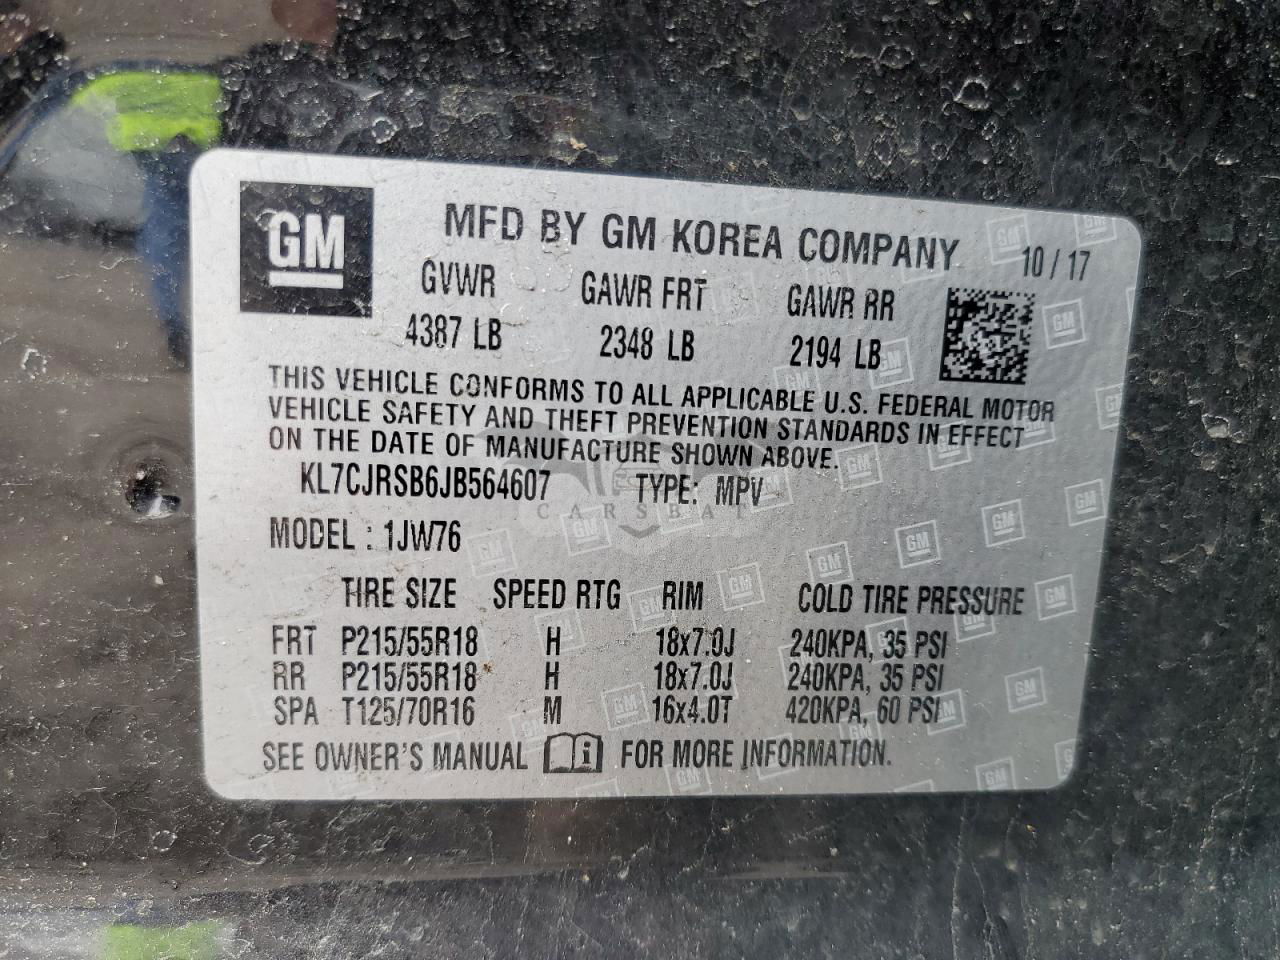 GM
MFD BY GM KOREA COMPANY 10 / 17
GVWR GAWR FRT GAWR RR
4387 LB 2348 LB 2194 LB
THIS VEHICLE CONFORMS TO ALL APPLICABLE U.S. FEDERAL MOTOR
VEHICLE SAFETY AND THEFT PREVENTION STANDARDS IN EFFECT
ON THE DATE OF MANUFACTURE SHOWN ABOVE.
KL7CJRSB6JB564607 TYPE: MPV
CARSBAT
MODEL : 1JW76
TIRE SIZE SPEED RTG RIM COLD TIRE PRESSURE
FRT P215/55R18 H 18x7.0J 240KPA, 35 PSI
RR P215/55R18 H 18x7.0J 240KPA, 35 PSI
SPA T125/70R16 M 16x4.0T 420KPA, 60 PSI
SEE OWNER'S MANUAL i FOR MORE INFORMATION.